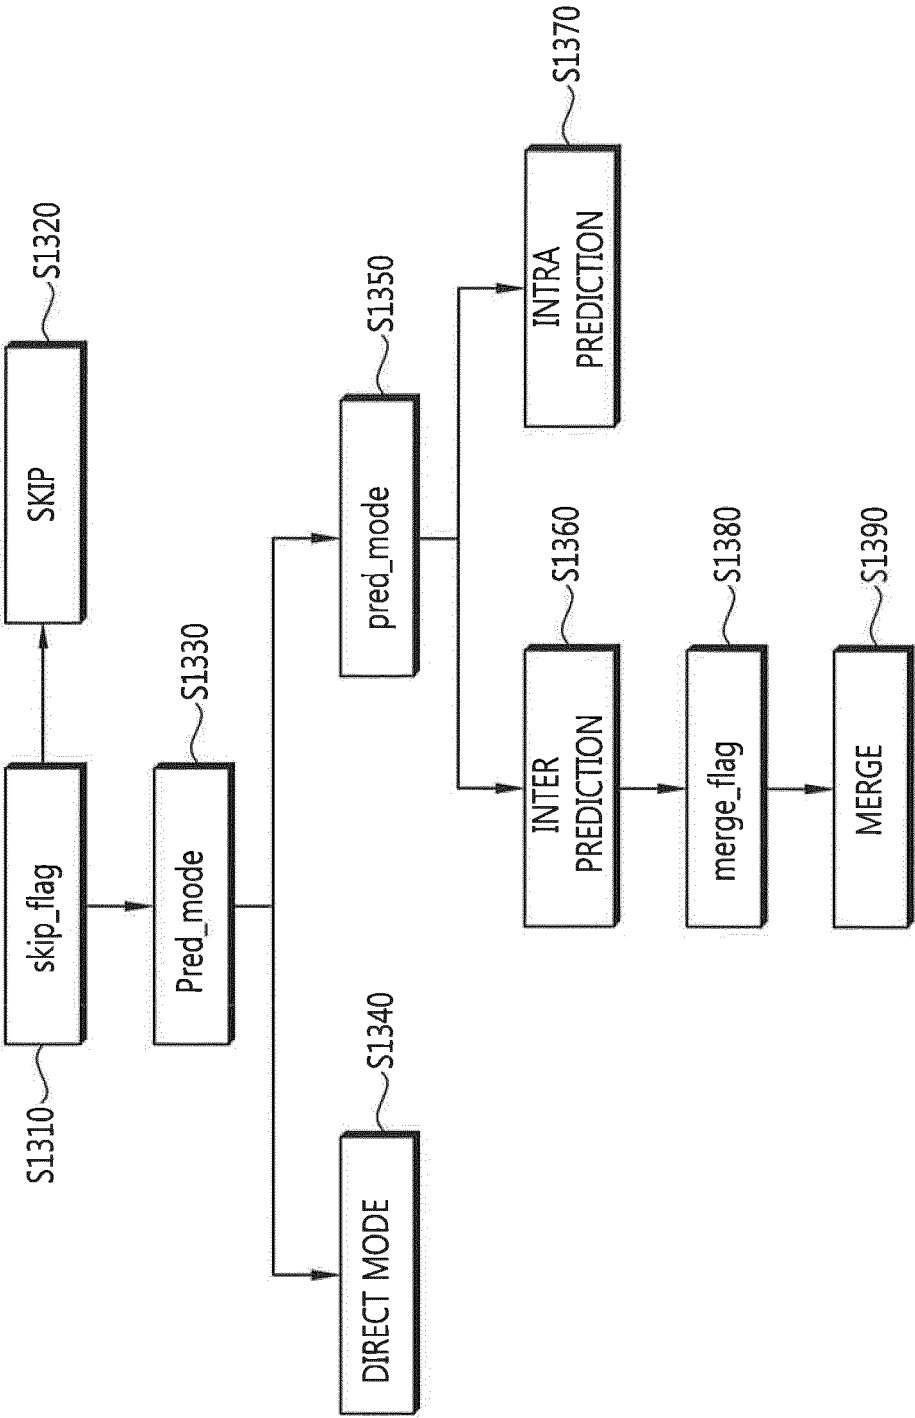 S1310
skip_flag
SKIP
S1320
Pred_mode
S1330
DIRECT MODE
S1340
pred_mode
S1350
INTER
PREDICTION
S1360
INTRA
PREDICTION
S1370
merge_flag
S1380
MERGE
S1390